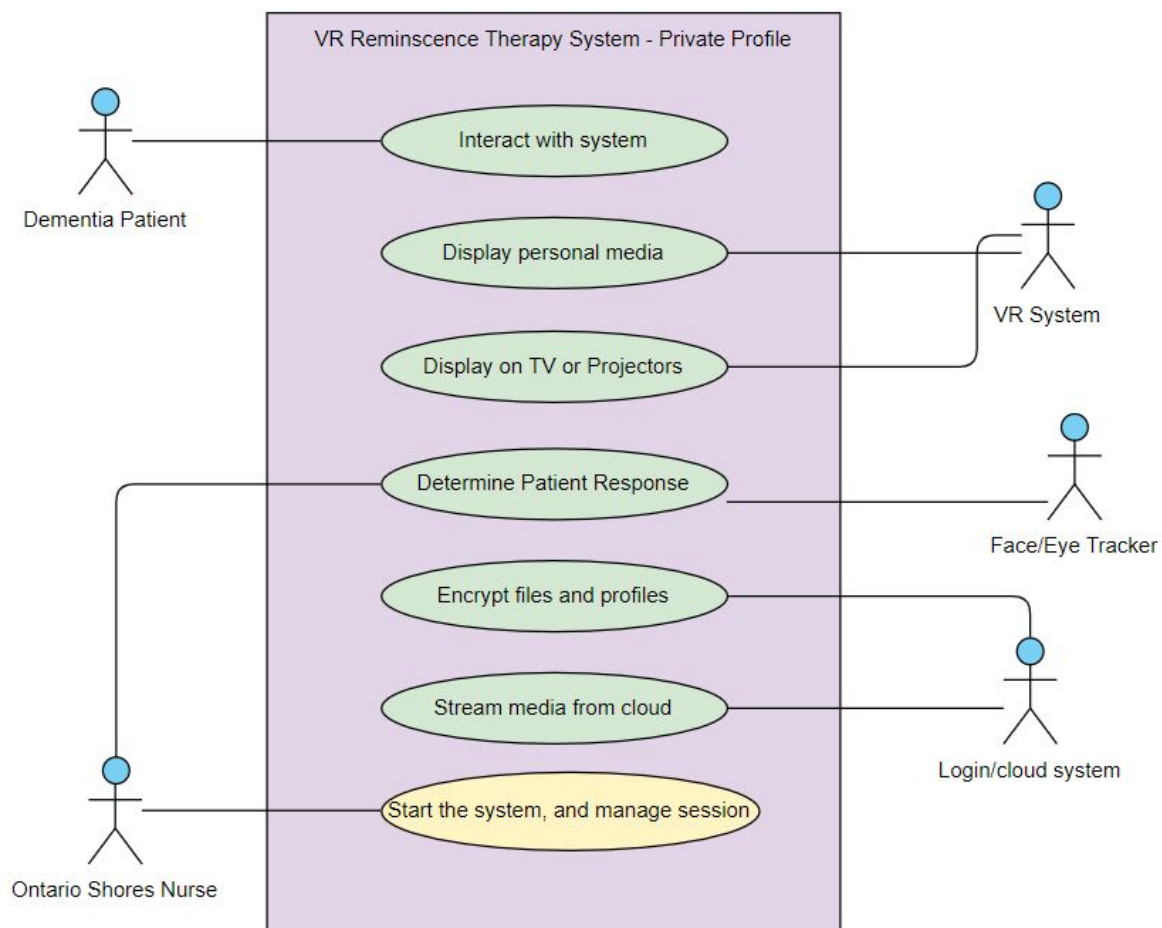 VR Reminscence Therapy System - Private Profile
Interact with system
Dementia Patient
Display personal media
VR System
Display on TV or Projectors
Determine Patient Response
Face/Eye Tracker
Encrypt files and profiles
Stream media from cloud
Login/cloud system
Start the system, and manage session
Ontario Shores Nurse